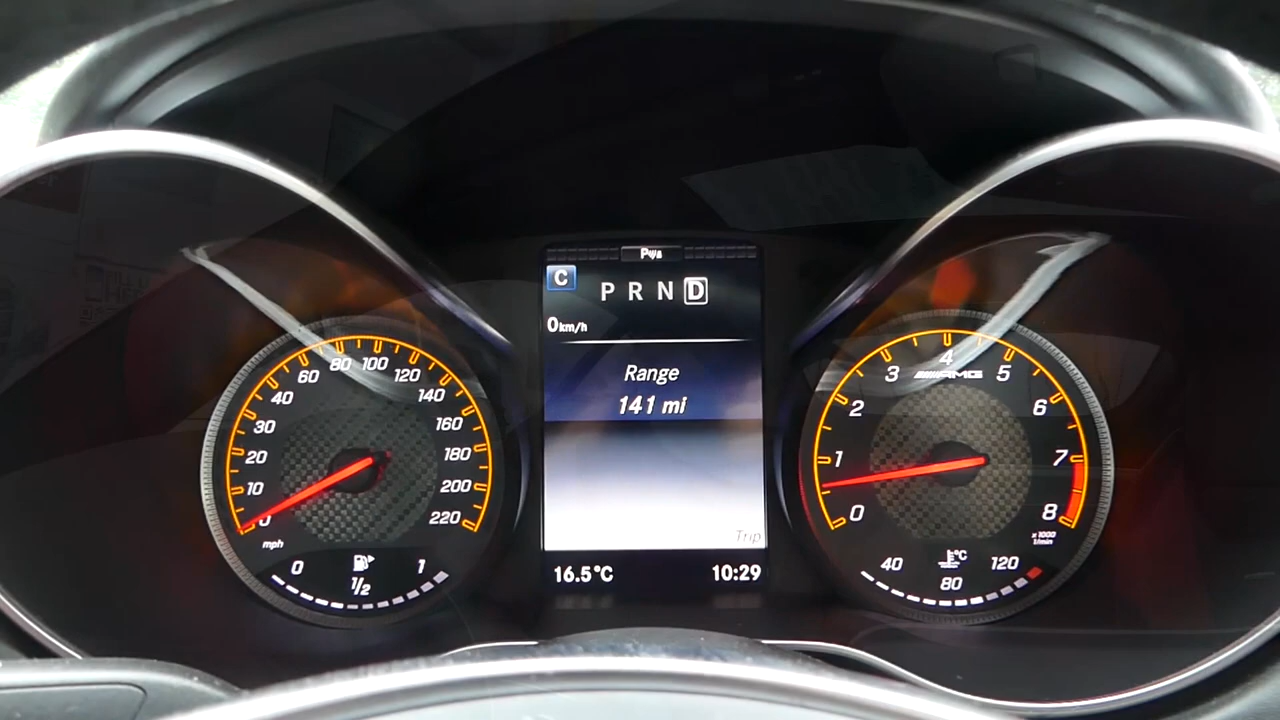 Pws
C
P R N D
0km/h
Range
141 mi
Trip
16.5°C 10:29
0
10
20
30
40
60
80
100
120
140
160
180
200
220
mph
0 1/2 1
0
1
2
3
4
5
6
7
8
AMG
x1000
1/min
40 80 120
°C